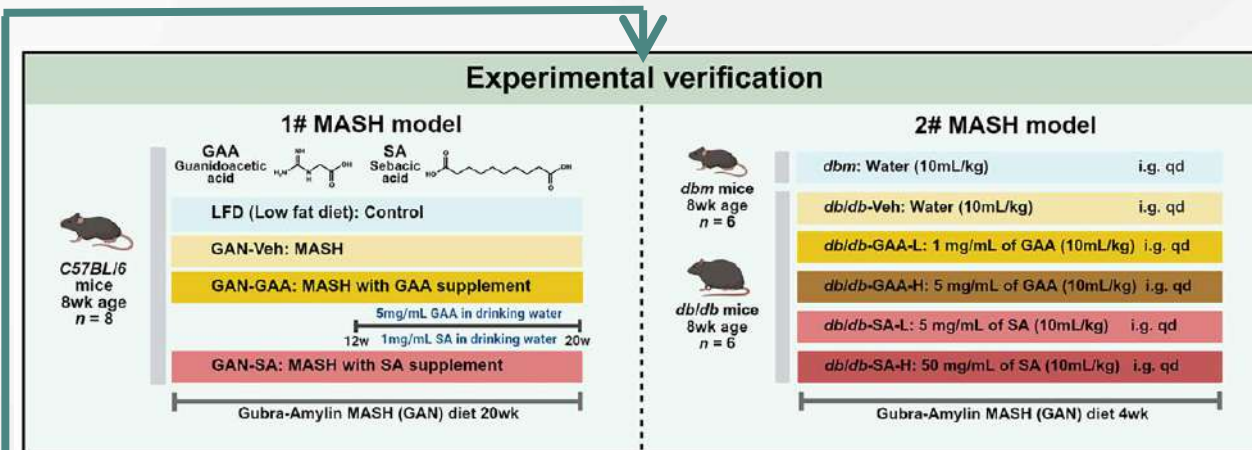 Experimental verification
1# MASH model
GAA
Guanidoacetic
acid
NH
H₂N
N
H
O
OH
SA
Sebacic
acid
HO
O
O
OH
C57BL/6
mice
8wk age
n = 8
LFD (Low fat diet): Control
GAN-Veh: MASH
GAN-GAA: MASH with GAA supplement
5mg/mL GAA in drinking water
12w 20w
1mg/mL SA in drinking water
GAN-SA: MASH with SA supplement
Gubra-Amylin MASH (GAN) diet 20wk
2# MASH model
dbm mice
8wk age
n = 6
db/db mice
8wk age
n = 6
dbm: Water (10mL/kg) i.g. qd
db/db-Veh: Water (10mL/kg) i.g. qd
db/db-GAA-L: 1 mg/mL of GAA (10mL/kg) i.g. qd
db/db-GAA-H: 5 mg/mL of GAA (10mL/kg) i.g. qd
db/db-SA-L: 5 mg/mL of SA (10mL/kg) i.g. qd
db/db-SA-H: 50 mg/mL of SA (10mL/kg) i.g. qd
Gubra-Amylin MASH (GAN) diet 4wk